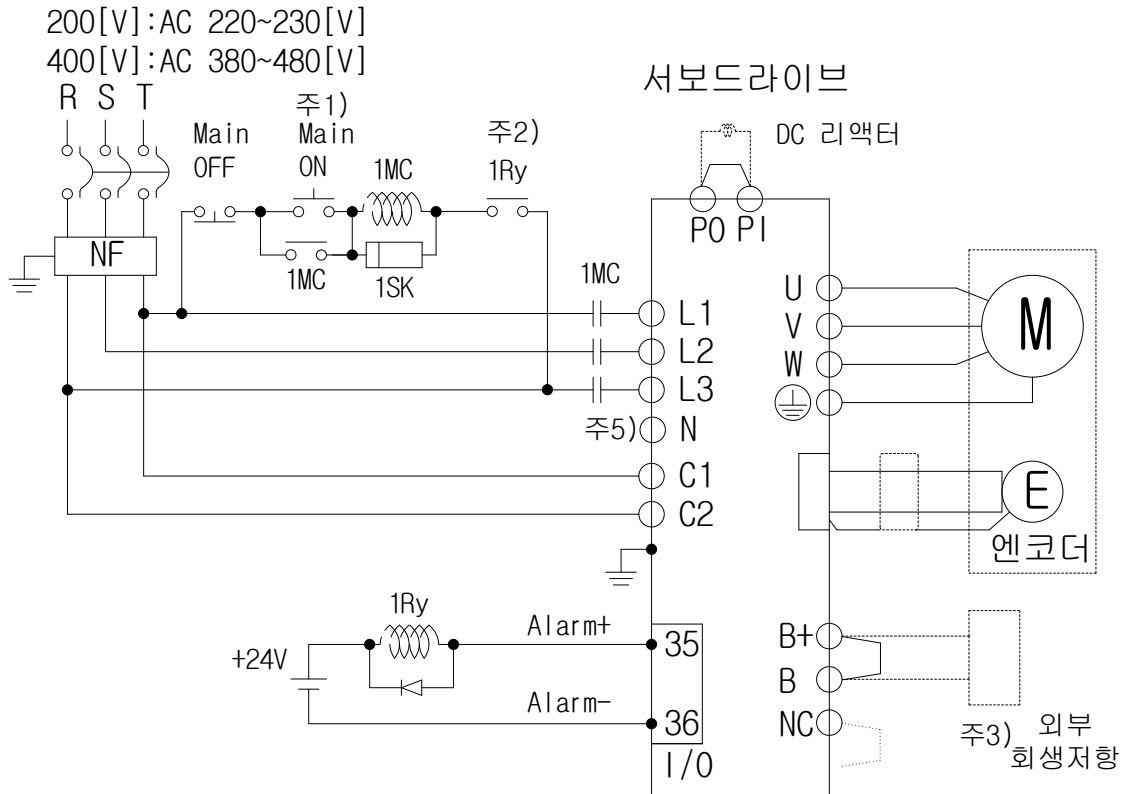 200[V]:AC 220~230[V]
400[V]:AC 380~480[V]
R S T
서보드라이브
Main
OFF
주1)
Main
ON
1MC
주2)
1Ry
DC 리액터
PO PI
NF
1MC
1SK
1MC
L1
L2
L3
주5)
N
C1
C2
U
V
W
M
E
엔코더
1Ry
+24V
Alarm+
35
Alarm-
36
I/O
B+
B
NC
주3)
외부
회생저항